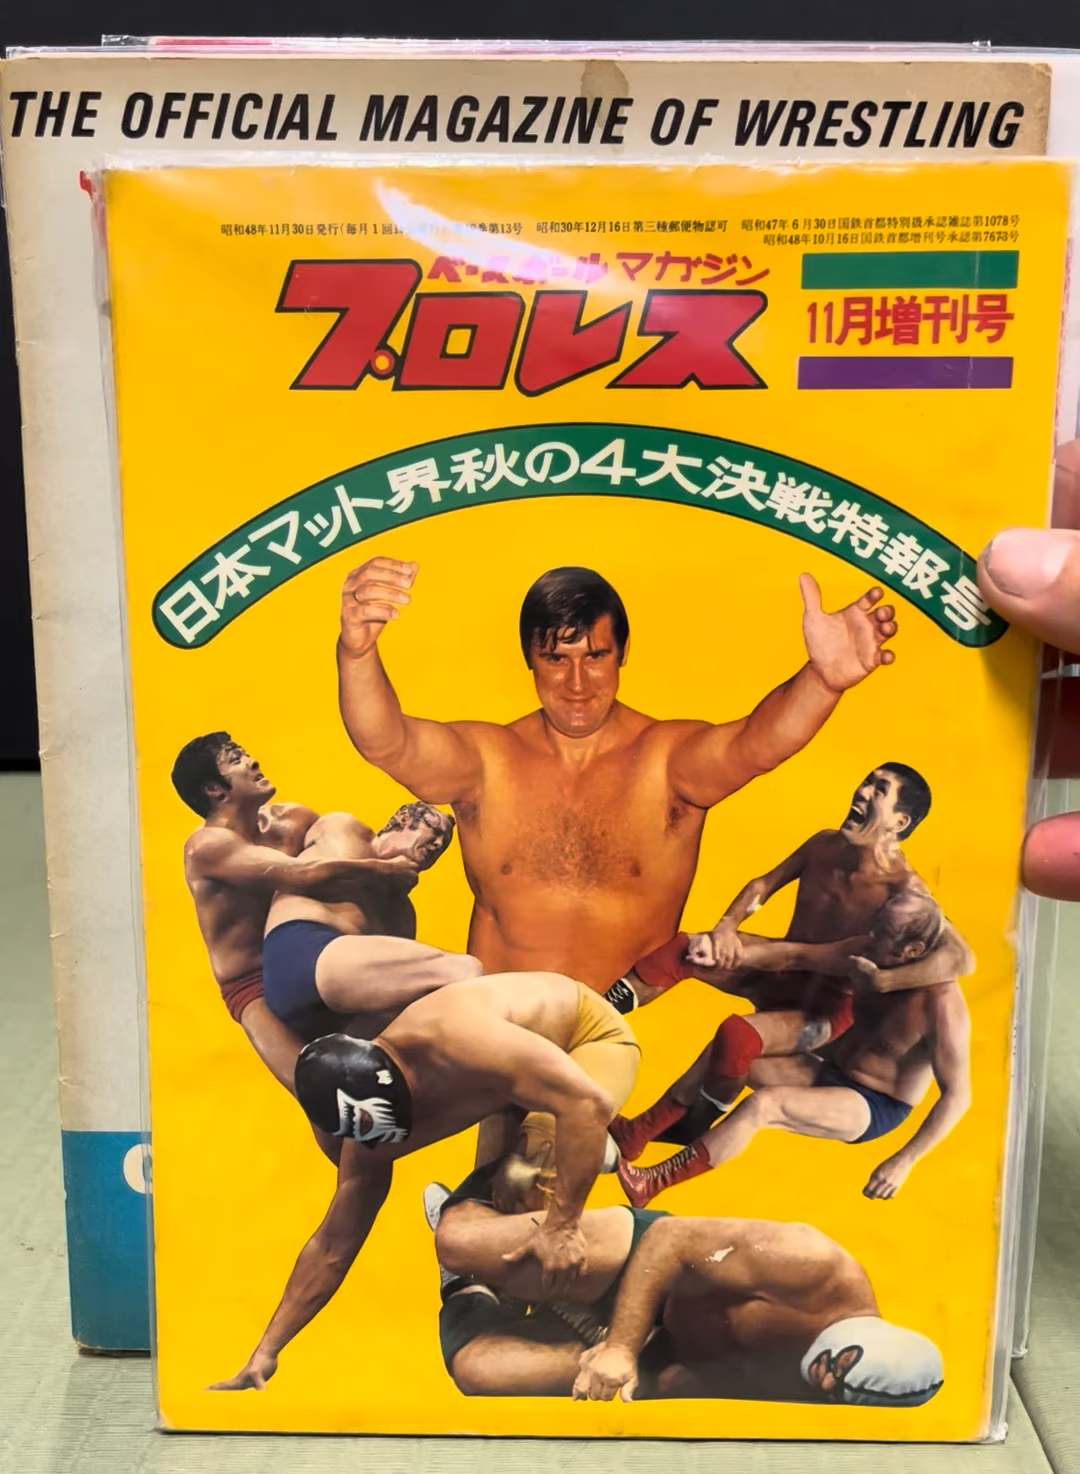 THE OFFICIAL MAGAZINE OF WRESTLING
昭和48年11月30日発行(毎月1回 第13号 昭和30年12月16日第三種郵便物認可 昭和47年6月30日国鉄首都特別扱承認雑誌第1078号
昭和48年10月16日国鉄首都増刊号承認第7673号
ベースボールマガジン
プロレス
11月増刊号
日本マット界秋の4大決戦特報号